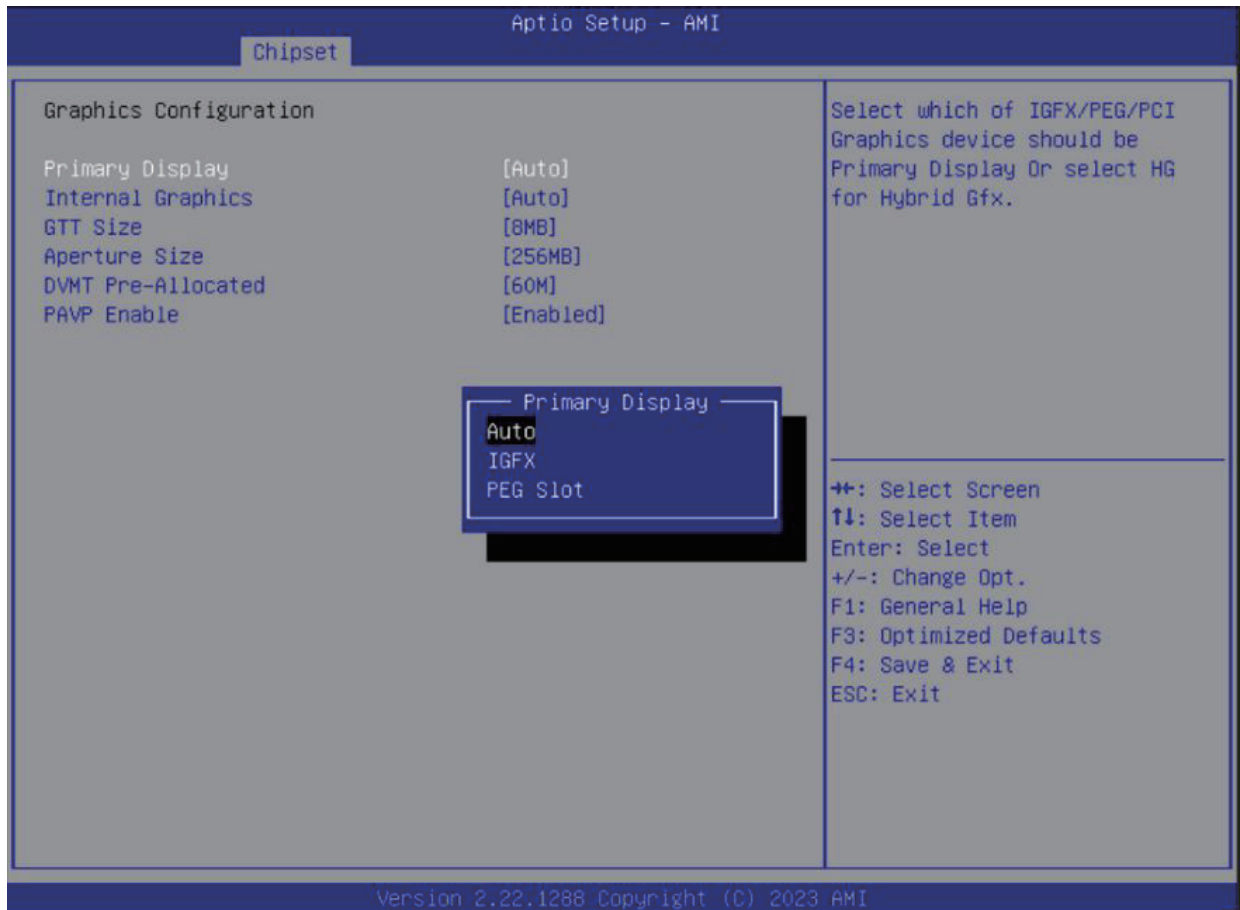 Aptio Setup – AMI
Chipset
Graphics Configuration
Primary Display [Auto]
Internal Graphics [Auto]
GTT Size [8MB]
Aperture Size [256MB]
DVMT Pre-Allocated [60M]
PAVP Enable [Enabled]
Primary Display
Auto
IGFX
PEG Slot
Select which of IGFX/PEG/PCI
Graphics device should be
Primary Display Or select HG
for Hybrid Gfx.
→←: Select Screen
↑↓: Select Item
Enter: Select
+/-: Change Opt.
F1: General Help
F3: Optimized Defaults
F4: Save & Exit
ESC: Exit
Version 2.22.1288 Copyright (C) 2023 AMI